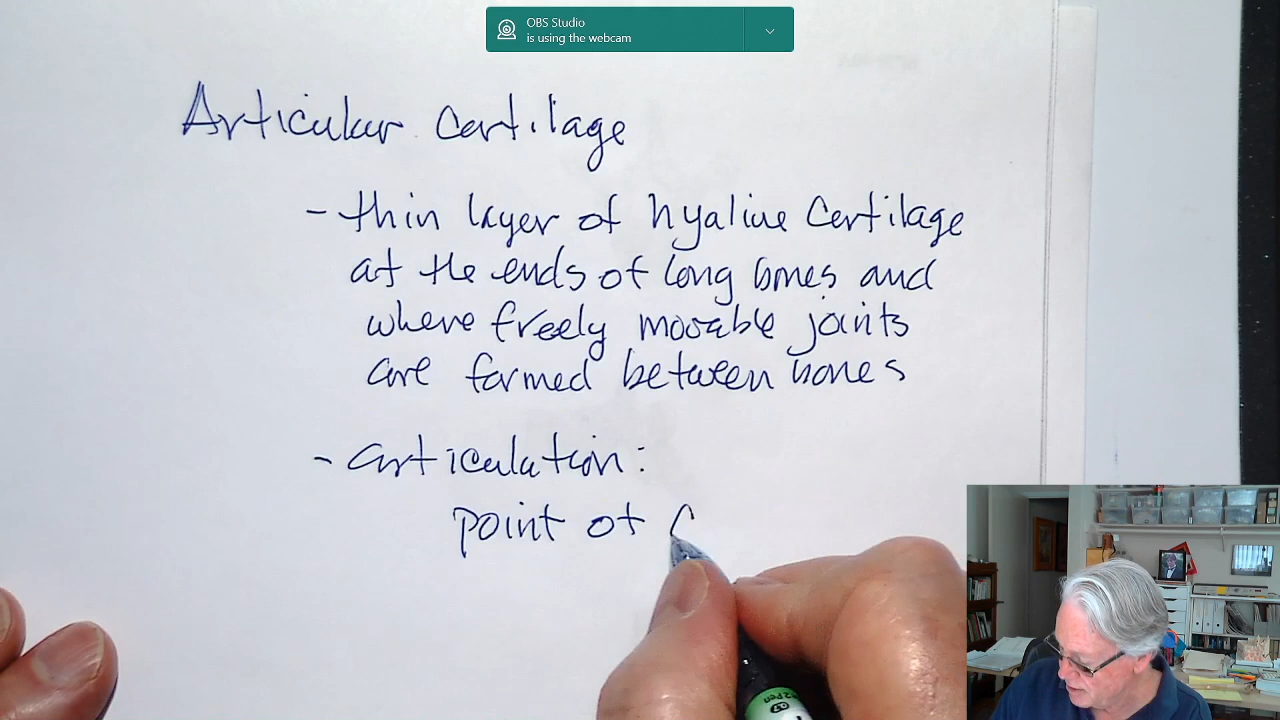 OBS Studio
is using the webcam
Articular Cartilage
- thin layer of hyaline cartilage
at the ends of long bones and
where freely movable joints
are formed between bones
- articulation:
point of C